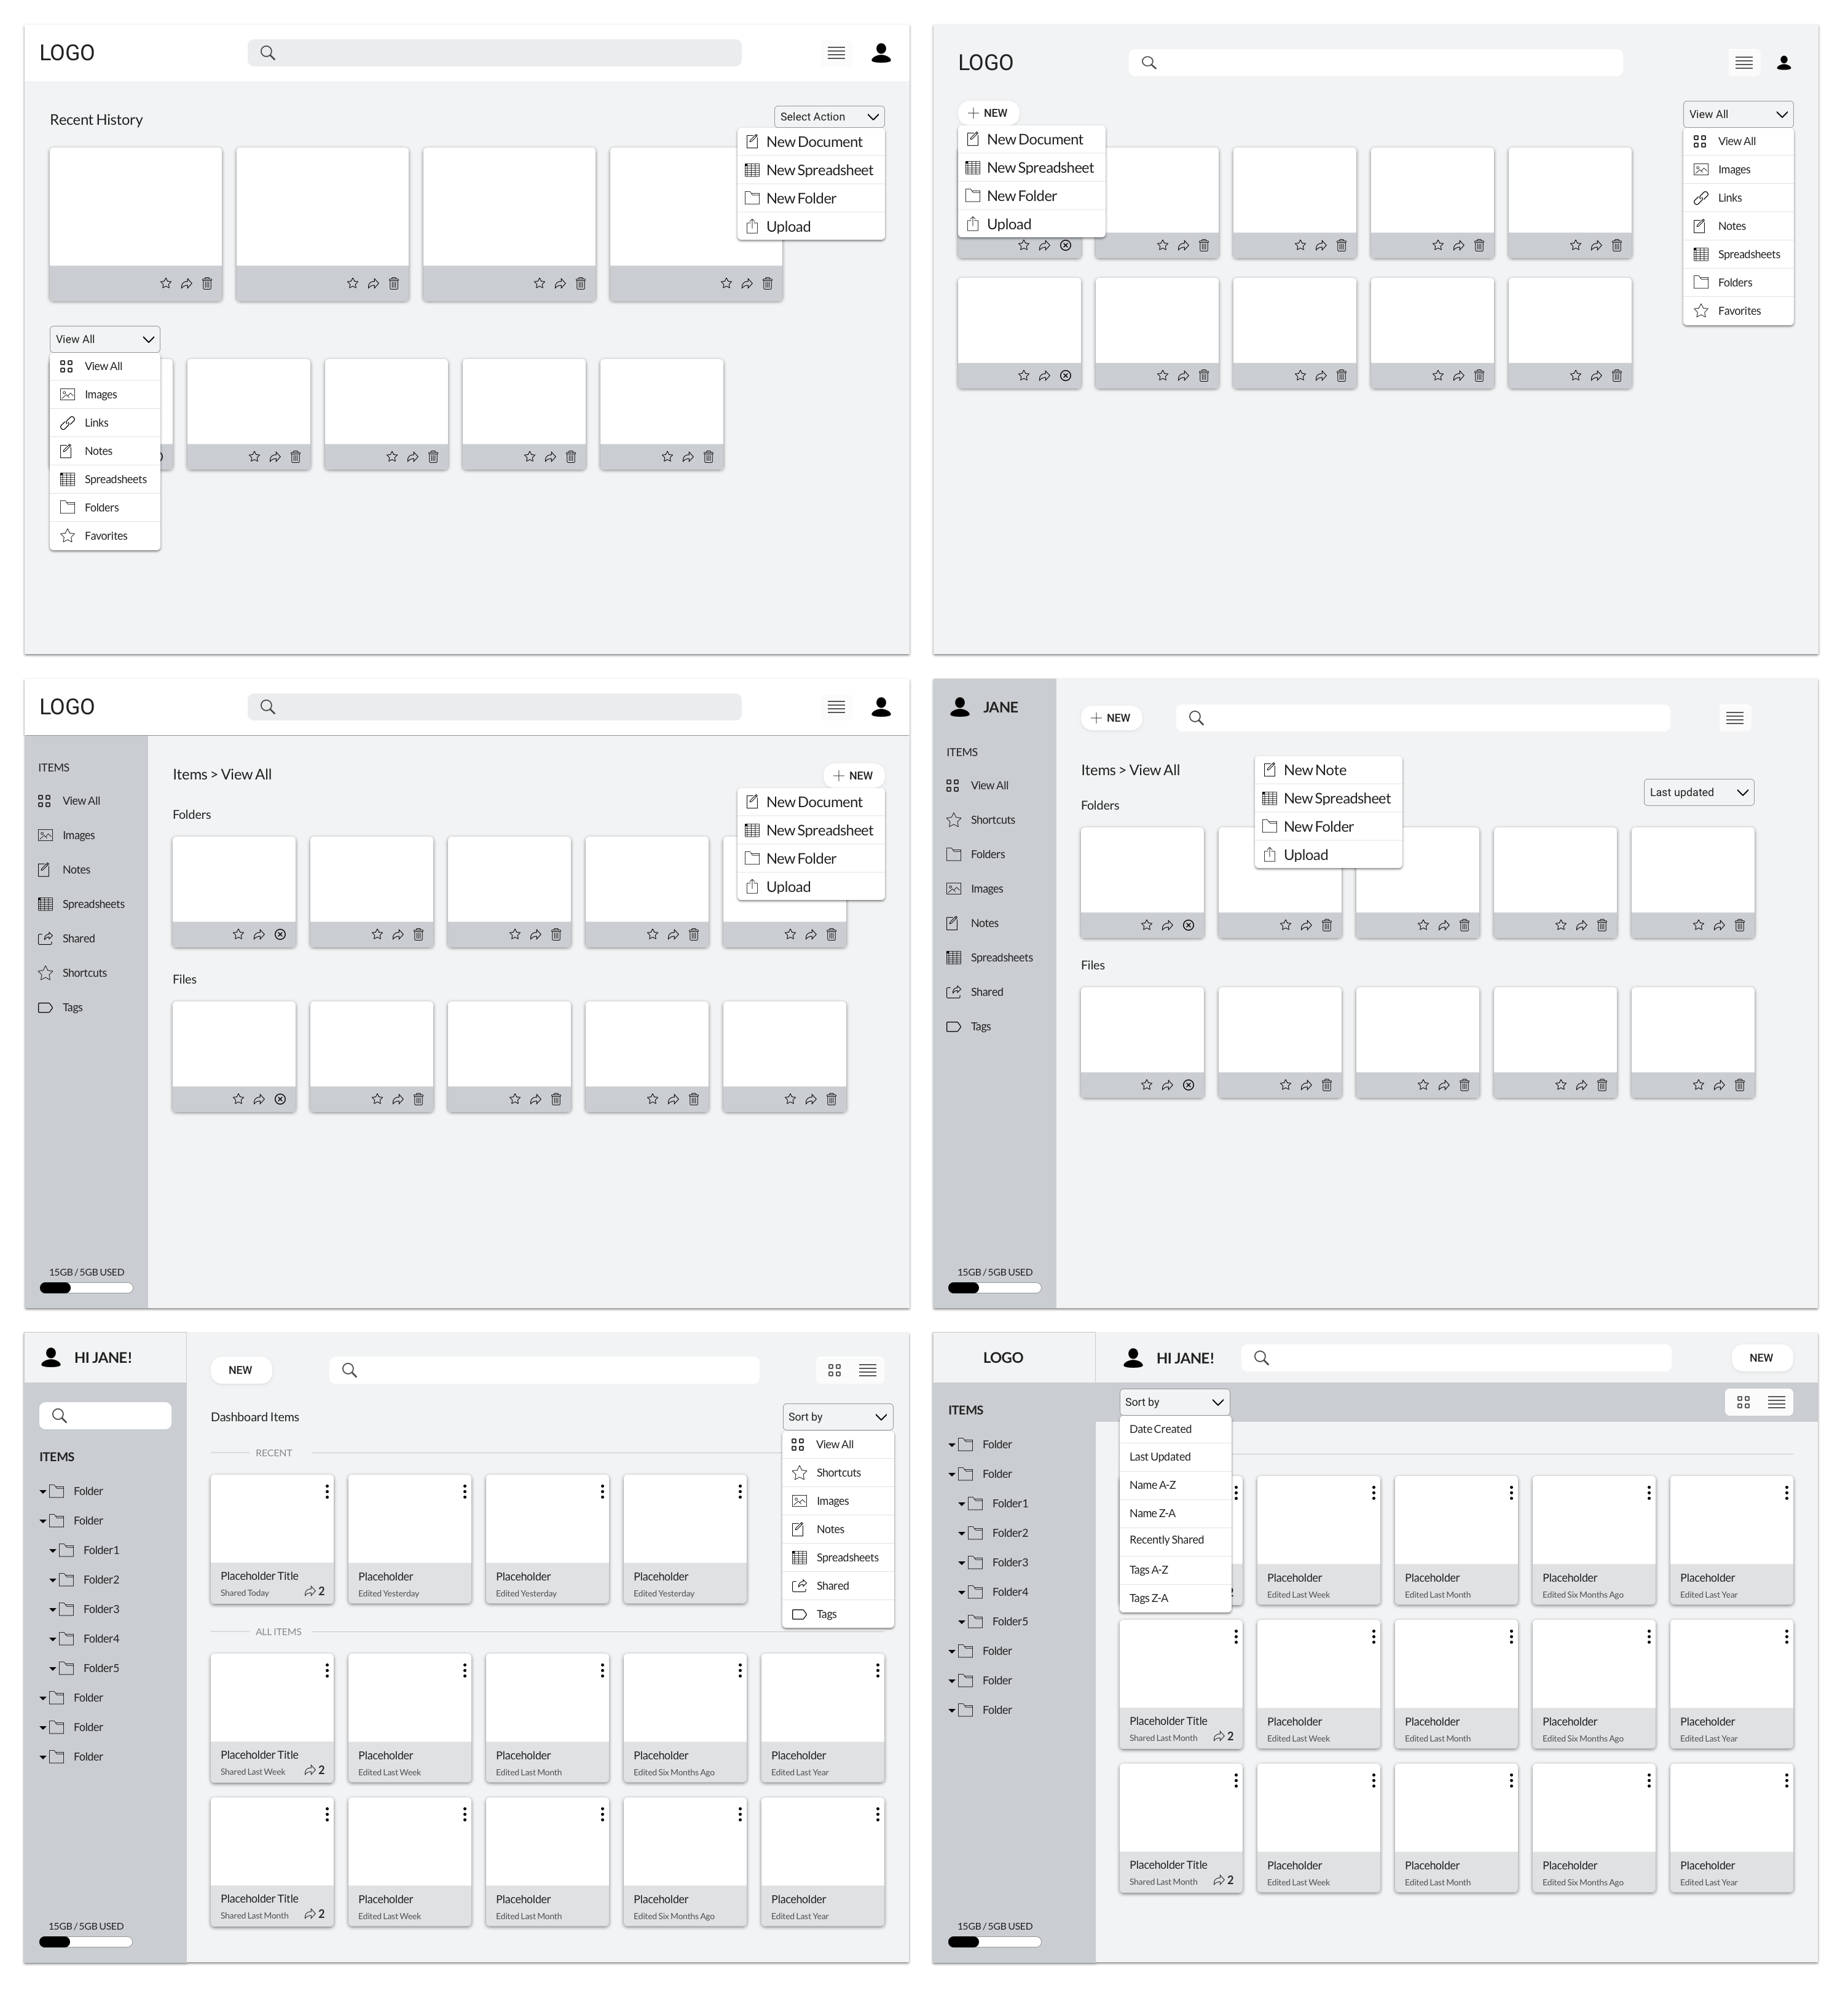 LOGO
Recent History
Select Action
New Document
New Spreadsheet
New Folder
Upload
View All
View All
Images
Links
Notes
Spreadsheets
Folders
Favorites
LOGO
NEW
New Document
New Spreadsheet
New Folder
Upload
View All
View All
Images
Links
Notes
Spreadsheets
Folders
Favorites
LOGO
ITEMS
View All
Images
Notes
Spreadsheets
Shared
Shortcuts
Tags
15GB / 5GB USED
Items > View All
NEW
New Document
New Spreadsheet
New Folder
Upload
Folders
Files
JANE
ITEMS
View All
Shortcuts
Folders
Images
Notes
Spreadsheets
Shared
Tags
15GB / 5GB USED
NEW
Items > View All
New Note
New Spreadsheet
New Folder
Upload
Last updated
Folders
Files
HI JANE!
ITEMS
Folder
Folder
Folder1
Folder2
Folder3
Folder4
Folder5
Folder
Folder
Folder
15GB / 5GB USED
NEW
Dashboard Items
Sort by
View All
Shortcuts
Images
Notes
Spreadsheets
Shared
Tags
RECENT
Placeholder Title
Shared Today
2
Placeholder
Edited Yesterday
Placeholder
Edited Yesterday
Placeholder
Edited Yesterday
ALL ITEMS
Placeholder Title
Shared Last Week
2
Placeholder
Edited Last Week
Placeholder
Edited Last Month
Placeholder
Edited Six Months Ago
Placeholder
Edited Last Year
Placeholder Title
Shared Last Month
2
Placeholder
Edited Last Week
Placeholder
Edited Last Month
Placeholder
Edited Six Months Ago
Placeholder
Edited Last Year
LOGO
HI JANE!
NEW
ITEMS
Folder
Folder
Folder1
Folder2
Folder3
Folder4
Folder5
Folder
Folder
Folder
15GB / 5GB USED
Sort by
Date Created
Last Updated
Name A-Z
Name Z-A
Recently Shared
Tags A-Z
Tags Z-A
Placeholder
Edited Last Week
Placeholder
Edited Last Month
Placeholder
Edited Six Months Ago
Placeholder
Edited Last Year
Placeholder Title
Shared Last Month
2
Placeholder
Edited Last Week
Placeholder
Edited Last Month
Placeholder
Edited Six Months Ago
Placeholder
Edited Last Year
Placeholder Title
Shared Last Month
2
Placeholder
Edited Last Week
Placeholder
Edited Last Month
Placeholder
Edited Six Months Ago
Placeholder
Edited Last Year